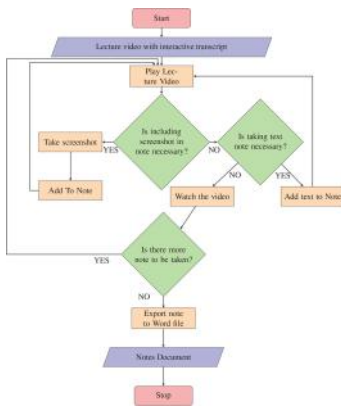 Start
Lecture video with interactive transcript
Play Lec-
ture Video
Is including
screenshot in
note necessary?
Is taking text
note necessary?
Take screenshot
YES
NO
Add To Note
NO
YES
Watch the video
Add text to Note
Is there more
note to be taken?
YES
NO
Export note
to Word file
Notes Document
Stop